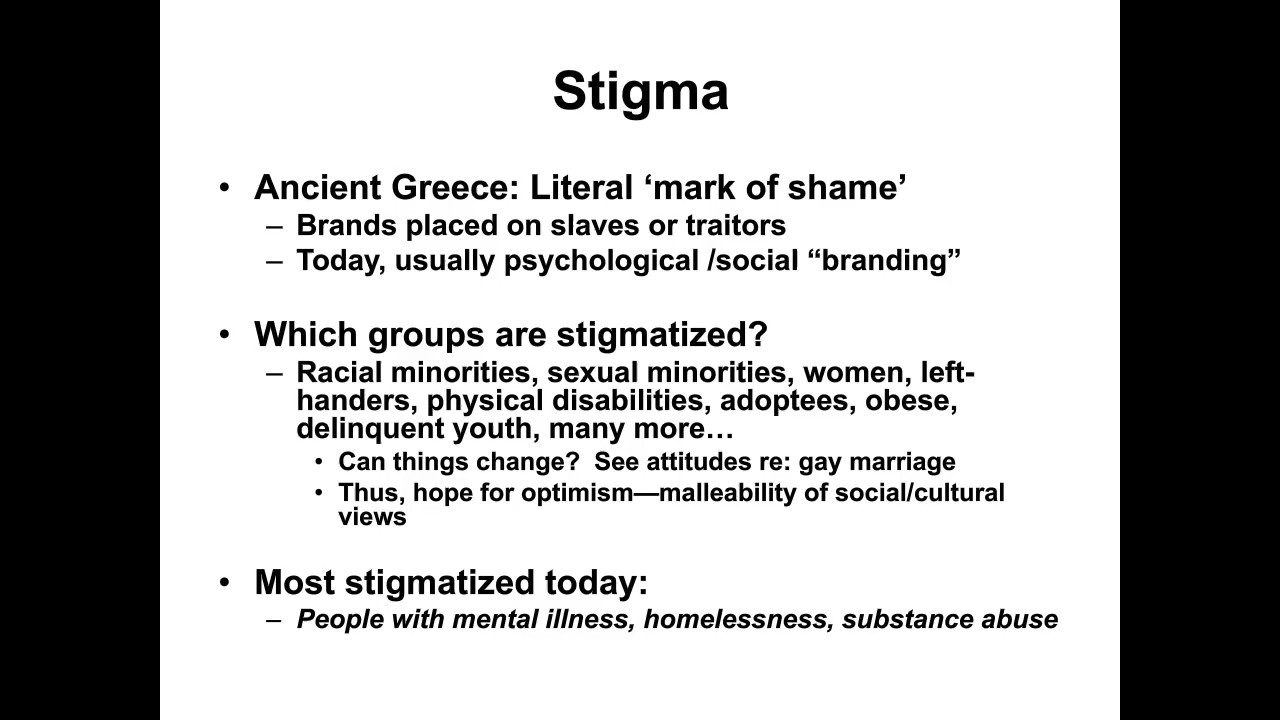 Stigma
• Ancient Greece: Literal ‘mark of shame’
– Brands placed on slaves or traitors
– Today, usually psychological /social “branding”
• Which groups are stigmatized?
– Racial minorities, sexual minorities, women, left-
handers, physical disabilities, adoptees, obese,
delinquent youth, many more…
• Can things change?  See attitudes re: gay marriage
• Thus, hope for optimism—malleability of social/cultural
views
• Most stigmatized today:
– People with mental illness, homelessness, substance abuse